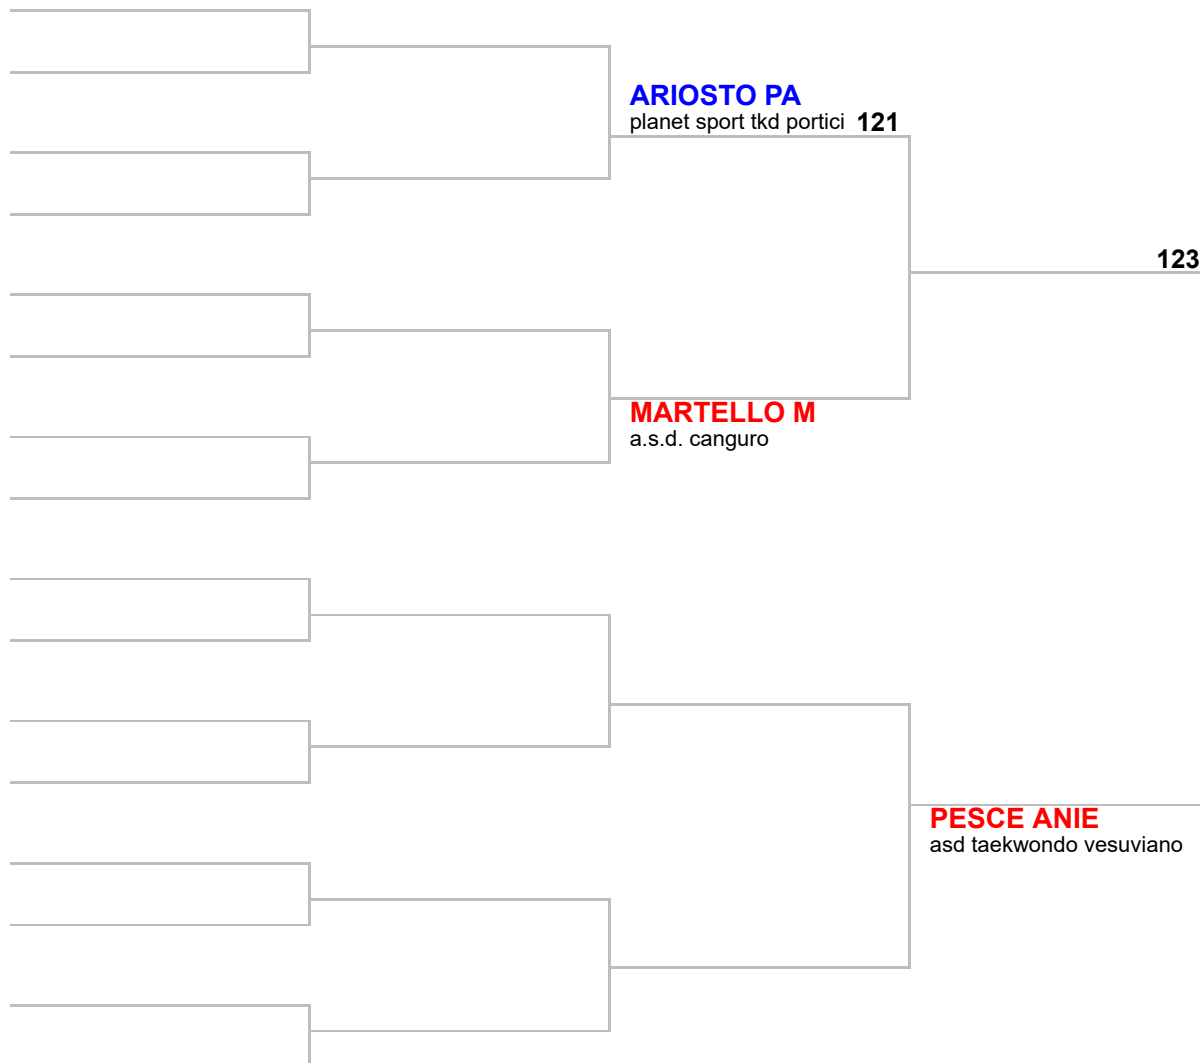 ARIOSTO PA
planet sport tkd portici 121
123
MARTELLO M
a.s.d. canguro
PESCE ANIE
asd taekwondo vesuviano